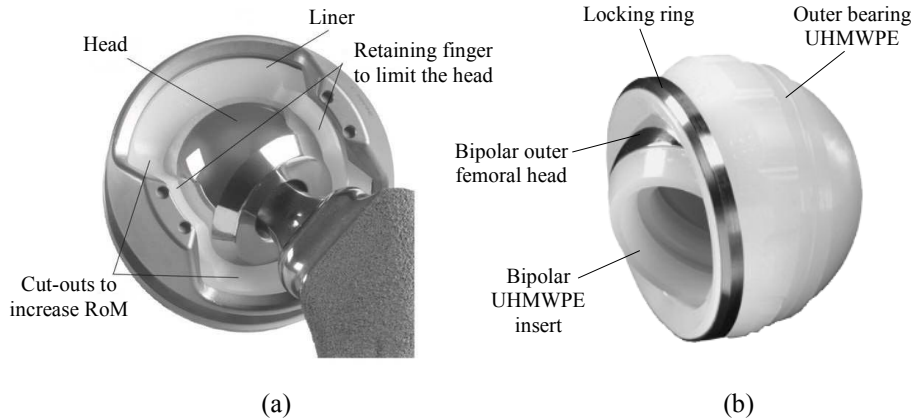 Head
Liner
Retaining finger
to limit the head
Cut-outs to
increase RoM
(a)
Locking ring
Outer bearing
UHMWPE
Bipolar outer
femoral head
Bipolar
UHMWPE
insert
(b)